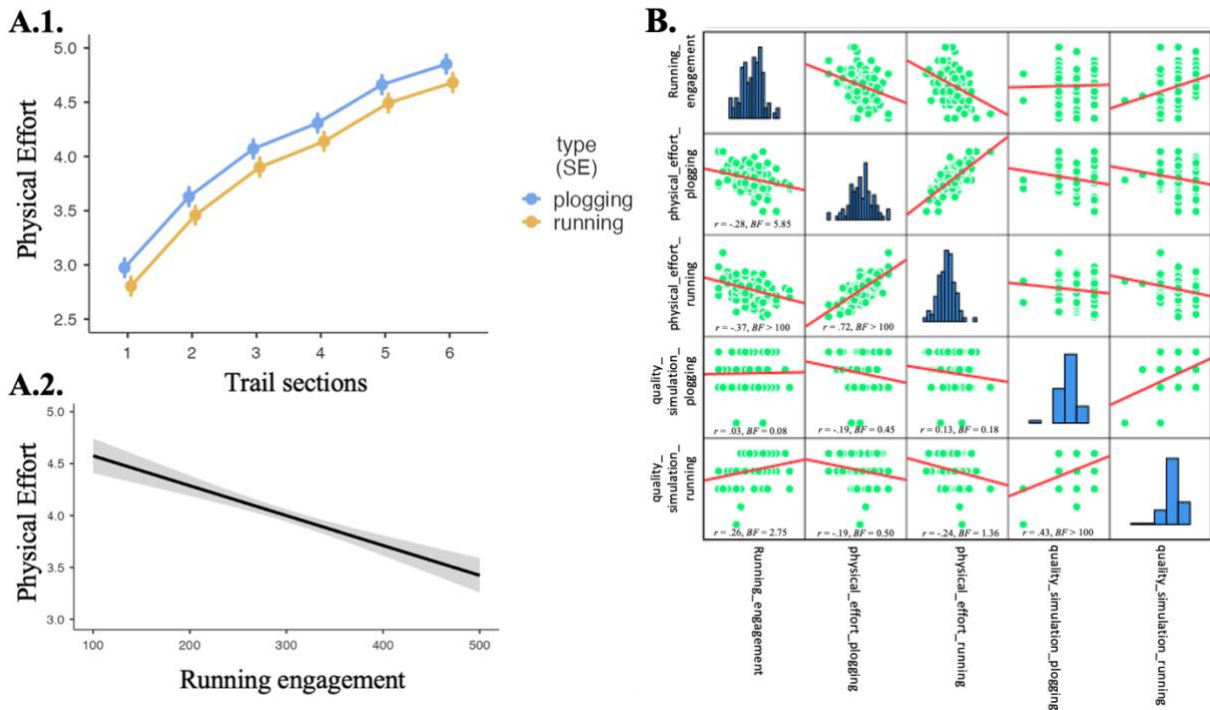 A.1.
Physical Effort
5.0
4.5
4.0
3.5
3.0
2.5
1 2 3 4 5 6
Trail sections
type
(SE)
plogging
running
A.2.
Physical Effort
5.0
4.5
4.0
3.5
3.0
100 200 300 400 500
Running engagement
B.
Running_
engagement
physical_effort_
plogging
r = -.28, BF = 5.85
physical_effort_
running
r = -.37, BF > 100
r = .72, BF > 100
quality_
simulation_
plogging
r = .03, BF = 0.08
r = -.19, BF = 0.45
r = 0.13, BF = 0.18
quality_
simulation_
running
r = .26, BF = 2.75
r = -.19, BF = 0.50
r = -.24, BF = 1.36
r = .43, BF > 100
Running_engagement
physical_effort_plogging
physical_effort_running
quality_simulation_plogging
quality_simulation_running